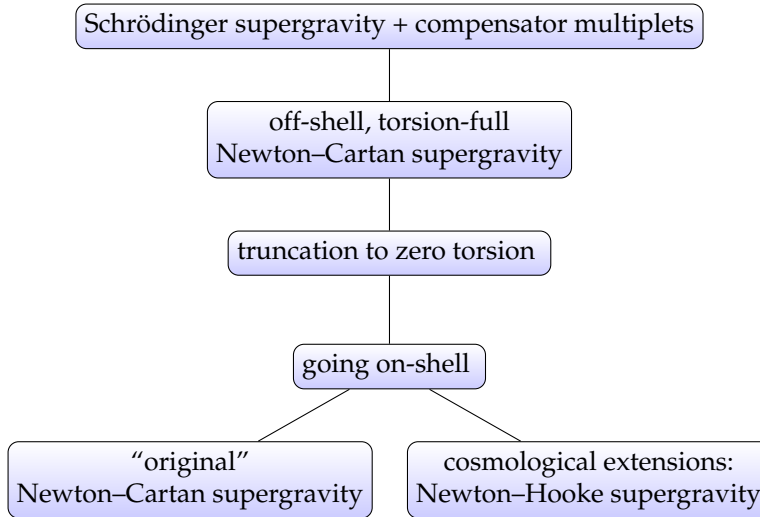 Schrödinger supergravity + compensator multiplets
off-shell, torsion-full
Newton–Cartan supergravity
truncation to zero torsion
going on-shell
“original”
Newton–Cartan supergravity
cosmological extensions:
Newton–Hooke supergravity